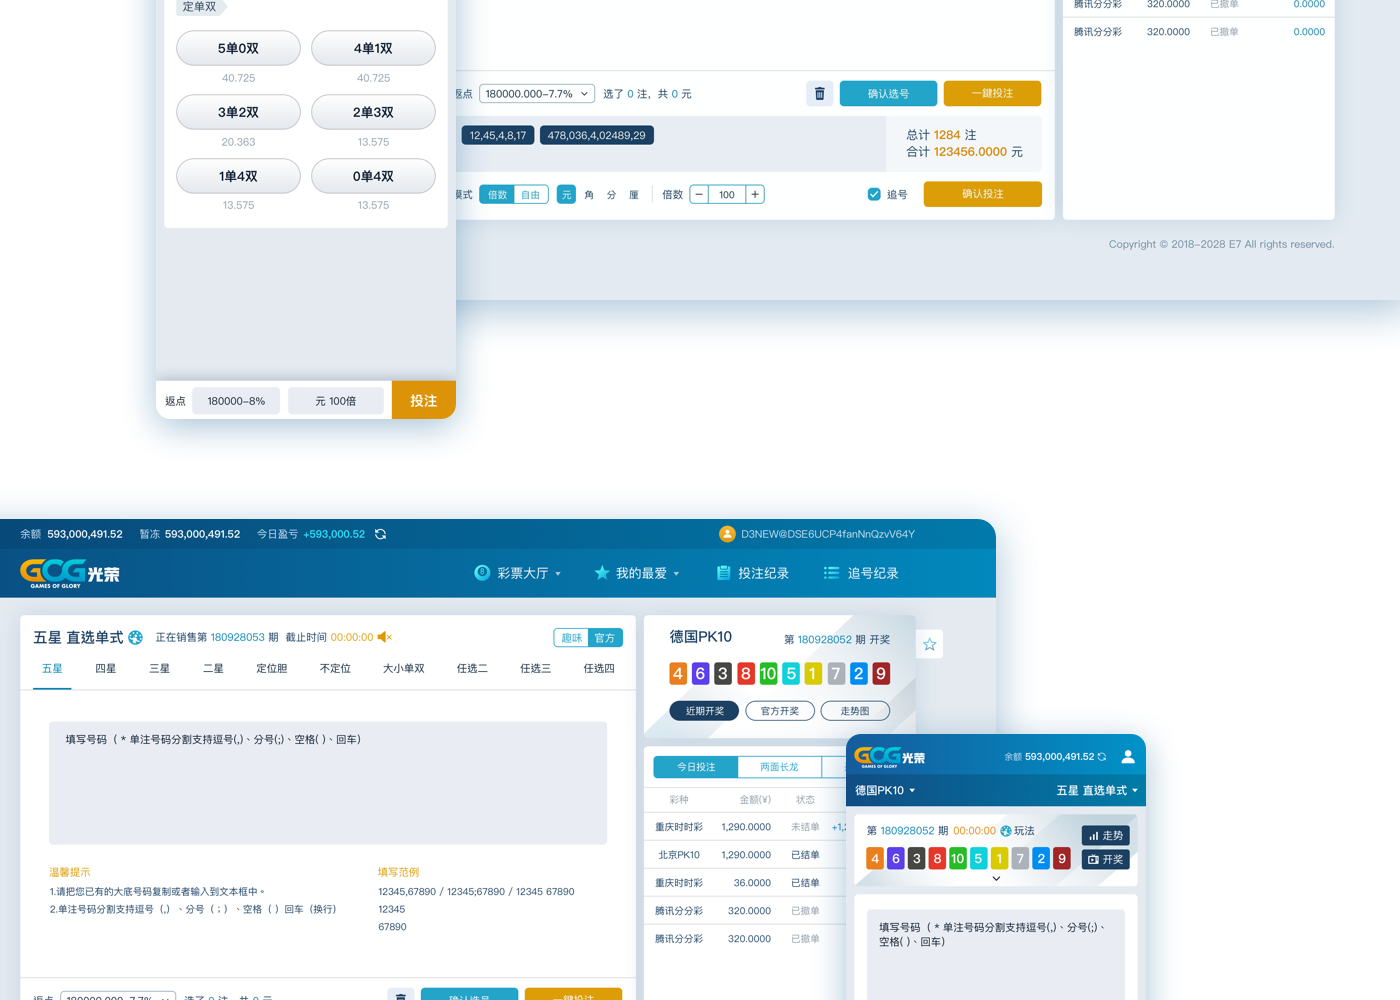 定单双
5单0双 4单1双
40.725 40.725
3单2双 2单3双
20.363 13.575
1单4双 0单4双
13.575 13.575
返点 180000-8% 元 100倍 投注
腾讯分分彩 320.0000 已撤单 0.0000
腾讯分分彩 320.0000 已撤单 0.0000
返点 180000.000-7.7% 选了 0 注, 共 0 元 确认选号 一鍵投注
12,45,4,8,17 478,036,4,02489,29
总计 1284 注
合计 123456.0000 元
模式 倍数 自由 元 角 分 厘 倍数 − 100 + 追号 确认投注
Copyright © 2018-2028 E7 All rights reserved.
余额 593,000,491.52 暂冻 593,000,491.52 今日盈亏 +593,000.52
D3NEW@DSE6UCP4fanNnQzvV64Y
GCG光荣
GAMES OF GLORY
彩票大厅 我的最爱 投注纪录 追号纪录
五星 直选单式 正在销售第 180928053 期 截止时间 00:00:00 趣味 官方
五星 四星 三星 二星 定位胆 不定位 大小单双 任选二 任选三 任选四
填写号码（ * 单注号码分割支持逗号(,)、分号(;)、空格( )、回车）
温馨提示
1.请把您已有的大底号码复制或者输入到文本框中。
2.单注号码分割支持逗号（,）、分号（ ; ）、空格（ ）回车（换行）
填写范例
12345,67890 / 12345;67890 / 12345 67890
12345
67890
返点 180000.000-7.7% 选了 0 注, 共 0 元 确认选号 一鍵投注
德国PK10 第 180928052 期 开奖
4 6 3 8 10 5 1 7 2 9
近期开奖 官方开奖 走势图
今日投注 两面长龙
彩种 金额(¥) 状态
重庆时时彩 1,290.0000 未结单
北京PK10 1,290.0000 已结单
重庆时时彩 36.0000 已结单
腾讯分分彩 320.0000 已撤单
腾讯分分彩 320.0000 已撤单
GCG光荣
GAMES OF GLORY
余额 593,000,491.52
德国PK10 五星 直选单式
第 180928052 期 00:00:00 玩法 走势
4 6 3 8 10 5 1 7 2 9 开奖
填写号码（ * 单注号码分割支持逗号(,)、分号(;)、
空格( )、回车）